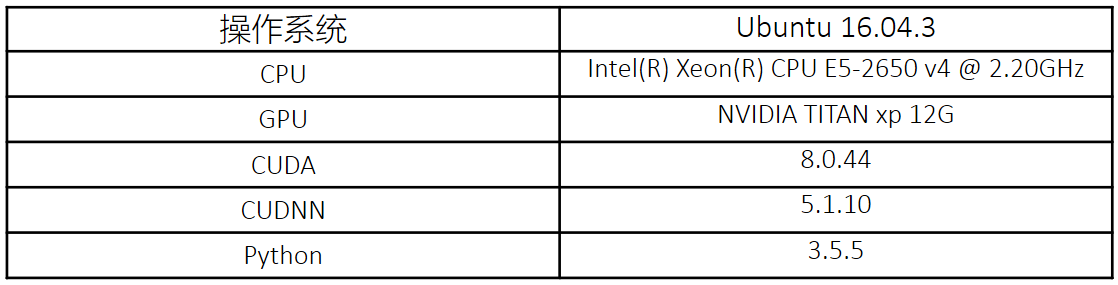 操作系统 Ubuntu 16.04.3
CPU Intel(R) Xeon(R) CPU E5-2650 v4 @ 2.20GHz
GPU NVIDIA TITAN xp 12G
CUDA 8.0.44
CUDNN 5.1.10
Python 3.5.5